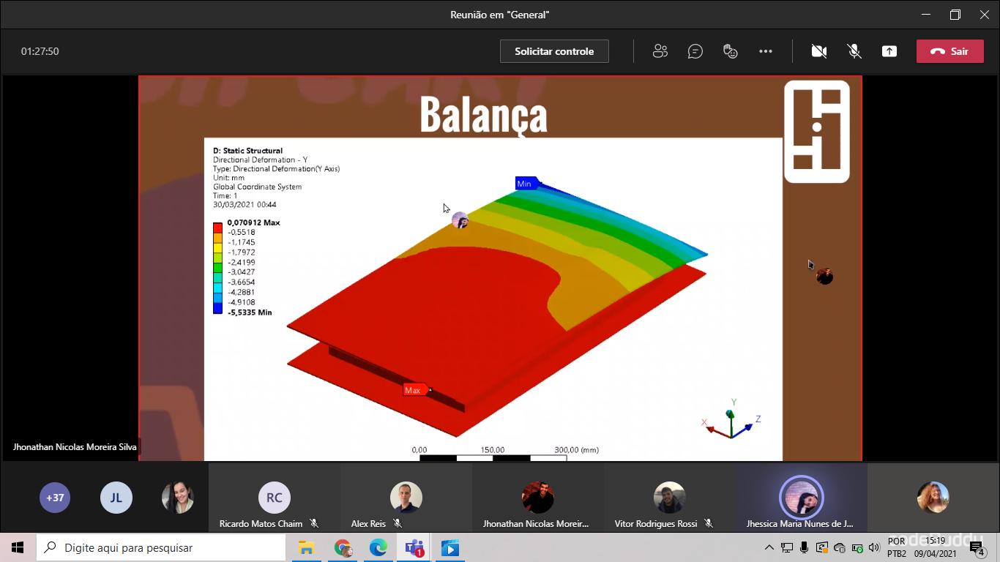 Reunião em "General"
01:27:50
Solicitar controle
Sair
Balança
D: Static Structural
Directional Deformation - Y
Type: Directional Deformation(Y Axis)
Unit: mm
Global Coordinate System
Time: 1
30/03/2021 00:44
0,070912 Max
-0,5518
-1,1745
-1,7972
-2,4199
-3,0427
-3,6654
-4,2881
-4,9108
-5,5335 Min
Min
Max
X
Y
Z
0,00
150,00
300,00 (mm)
Jhonathan Nicolas Moreira Silva
+37
JL
RC
Ricardo Matos Chaim
Alex Reis
Jhonathan Nicolas Moreir...
Vitor Rodrigues Rossi
Jhessica Maria Nunes de J...
Digite aqui para pesquisar
1
POR
PTB2
15:19
09/04/2021
4